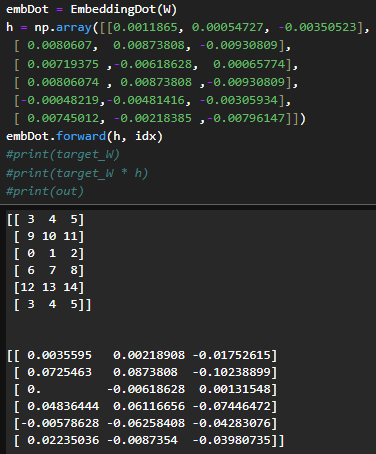 embDot = EmbeddingDot(W)
h = np.array([[0.0011865, 0.00054727, -0.00350523],
[ 0.0080607, 0.00873808, -0.00930809],
[ 0.00719375 ,-0.00618628, 0.00065774],
[ 0.00806074 , 0.00873808 ,-0.00930809],
[-0.00048219,-0.00481416, -0.00305934],
[ 0.00745012, -0.00218385 ,-0.00796147]])
embDot.forward(h, idx)
#print(target_W)
#print(target_W * h)
#print(out)
[[ 3 4 5]
[ 9 10 11]
[ 0 1 2]
[ 6 7 8]
[12 13 14]
[ 3 4 5]]
[[ 0.0035595 0.00218908 -0.01752615]
[ 0.0725463 0.0873808 -0.10238899]
[ 0. -0.00618628 0.00131548]
[ 0.04836444 0.06116656 -0.07446472]
[-0.00578628 -0.06258408 -0.04283076]
[ 0.02235036 -0.0087354 -0.03980735]]